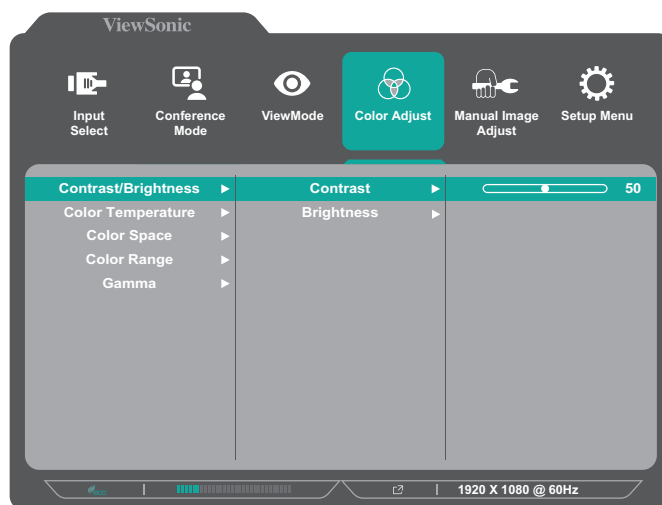 ViewSonic
Input
Select
Conference
Mode
ViewMode
Color Adjust
Manual Image
Adjust
Setup Menu
Contrast/Brightness
Contrast
50
Color Temperature
Brightness
Color Space
Color Range
Gamma
eco
1920 X 1080 @ 60Hz